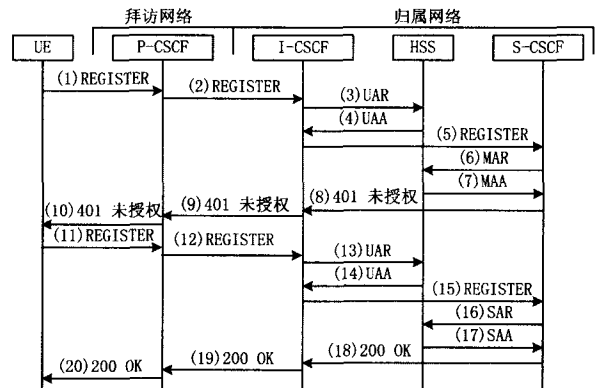 拜访网络
归属网络
UE
P-CSCF
I-CSCF
HSS
S-CSCF
(1)REGISTER
(2)REGISTER
(3)UAR
(4)UAA
(5)REGISTER
(6)MAR
(7)MAA
(8)401 未授权
(9)401 未授权
(10)401 未授权
(11)REGISTER
(12)REGISTER
(13)UAR
(14)UAA
(15)REGISTER
(16)SAR
(17)SAA
(18)200 OK
(19)200 OK
(20)200 OK